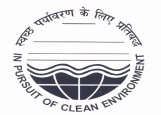 स्वच्छ पर्यावरण के लिए प्रतिबद्ध
IN PURSUIT OF CLEAN ENVIRONMENT